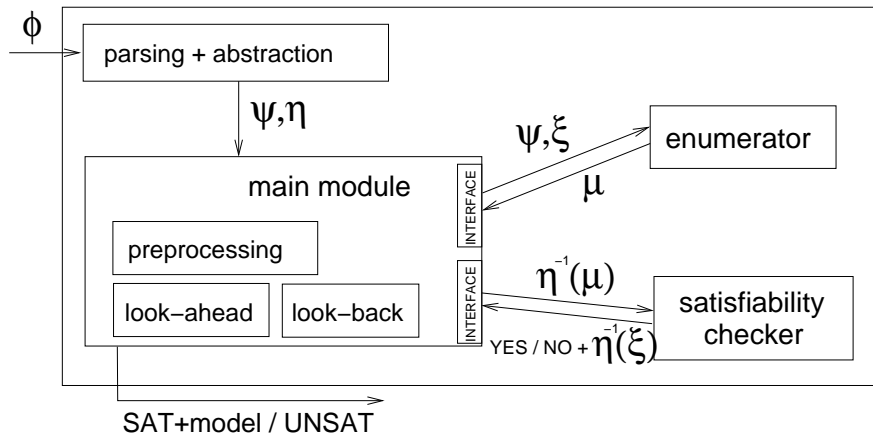 ϕ
parsing + abstraction
ψ,η
main module
INTERFACE
ψ,ξ
μ
enumerator
preprocessing
look-ahead
look-back
INTERFACE
η⁻¹(μ)
YES / NO + η⁻¹(ξ)
satisfiability
checker
SAT+model / UNSAT